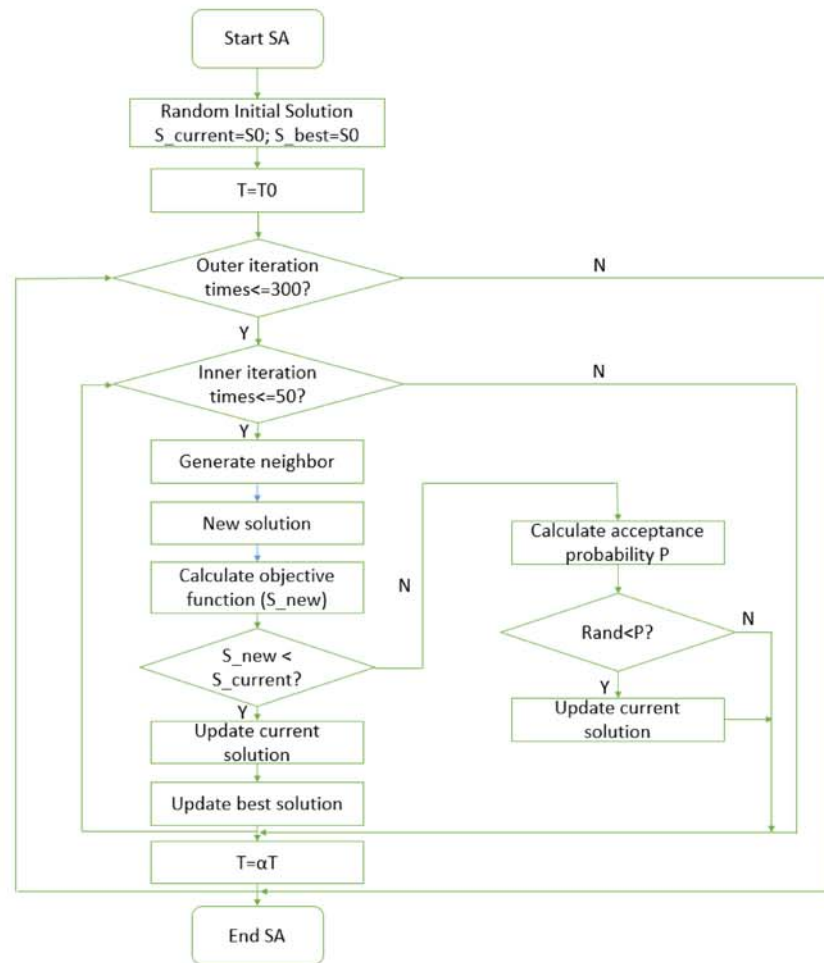 Start SA
Random Initial Solution
S_current=S0; S_best=S0
T=T0
Outer iteration
times<=300?
N
Y
Inner iteration
times<=50?
N
Y
Generate neighbor
New solution
Calculate objective
function (S_new)
N
S_new <
S_current?
Y
Update current
solution
Update best solution
Calculate acceptance
probability P
Rand<P?
N
Y
Update current
solution
T=αT
End SA